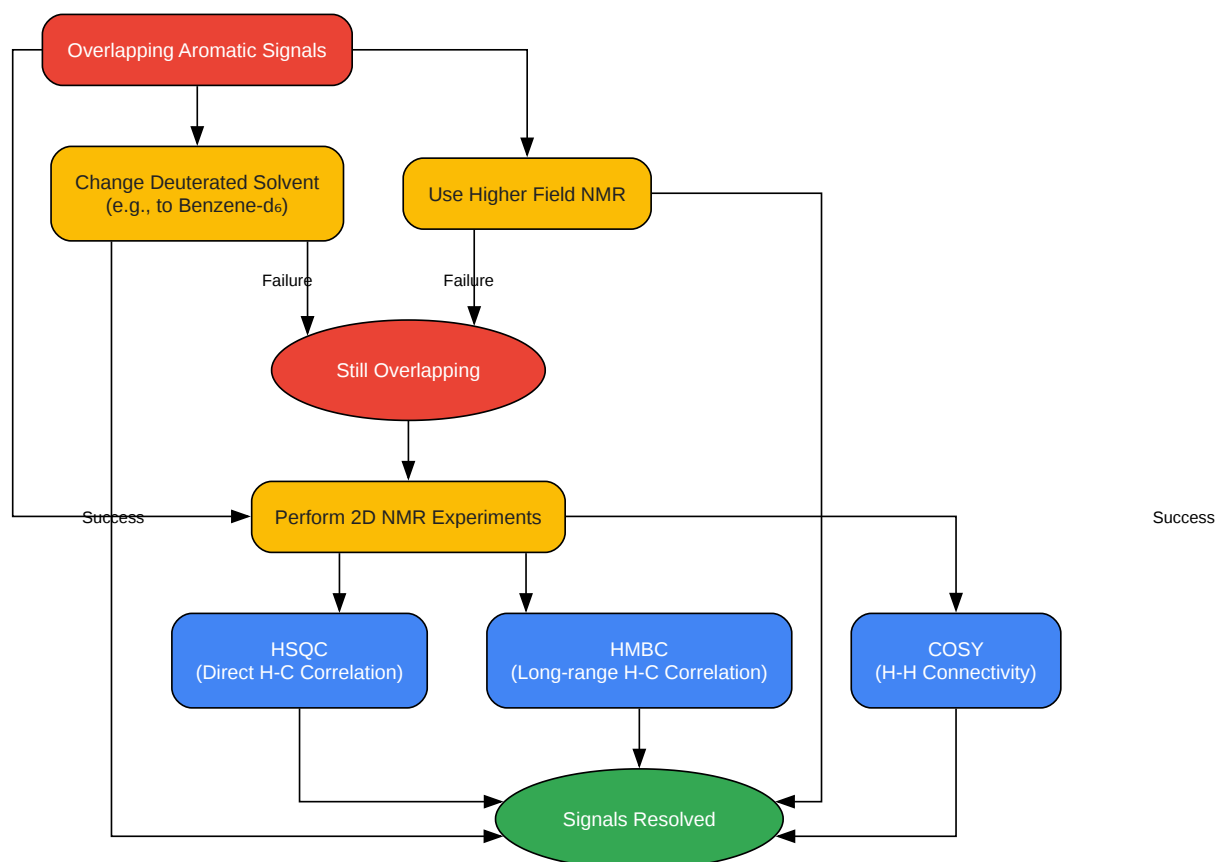 Overlapping Aromatic Signals
Change Deuterated Solvent
(e.g., to Benzene-d₆)
Use Higher Field NMR
Failure
Failure
Still Overlapping
Success
Perform 2D NMR Experiments
Success
HSQC
(Direct H-C Correlation)
HMBC
(Long-range H-C Correlation)
COSY
(H-H Connectivity)
Signals Resolved